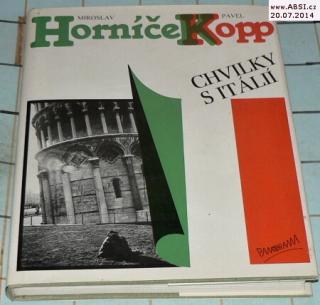 www.ABSI.cz
20.07.2014
MIROSLAV PAVEL
Horníček Kopp
CHVILKY
S ITÁLIÍ
PANORAMA